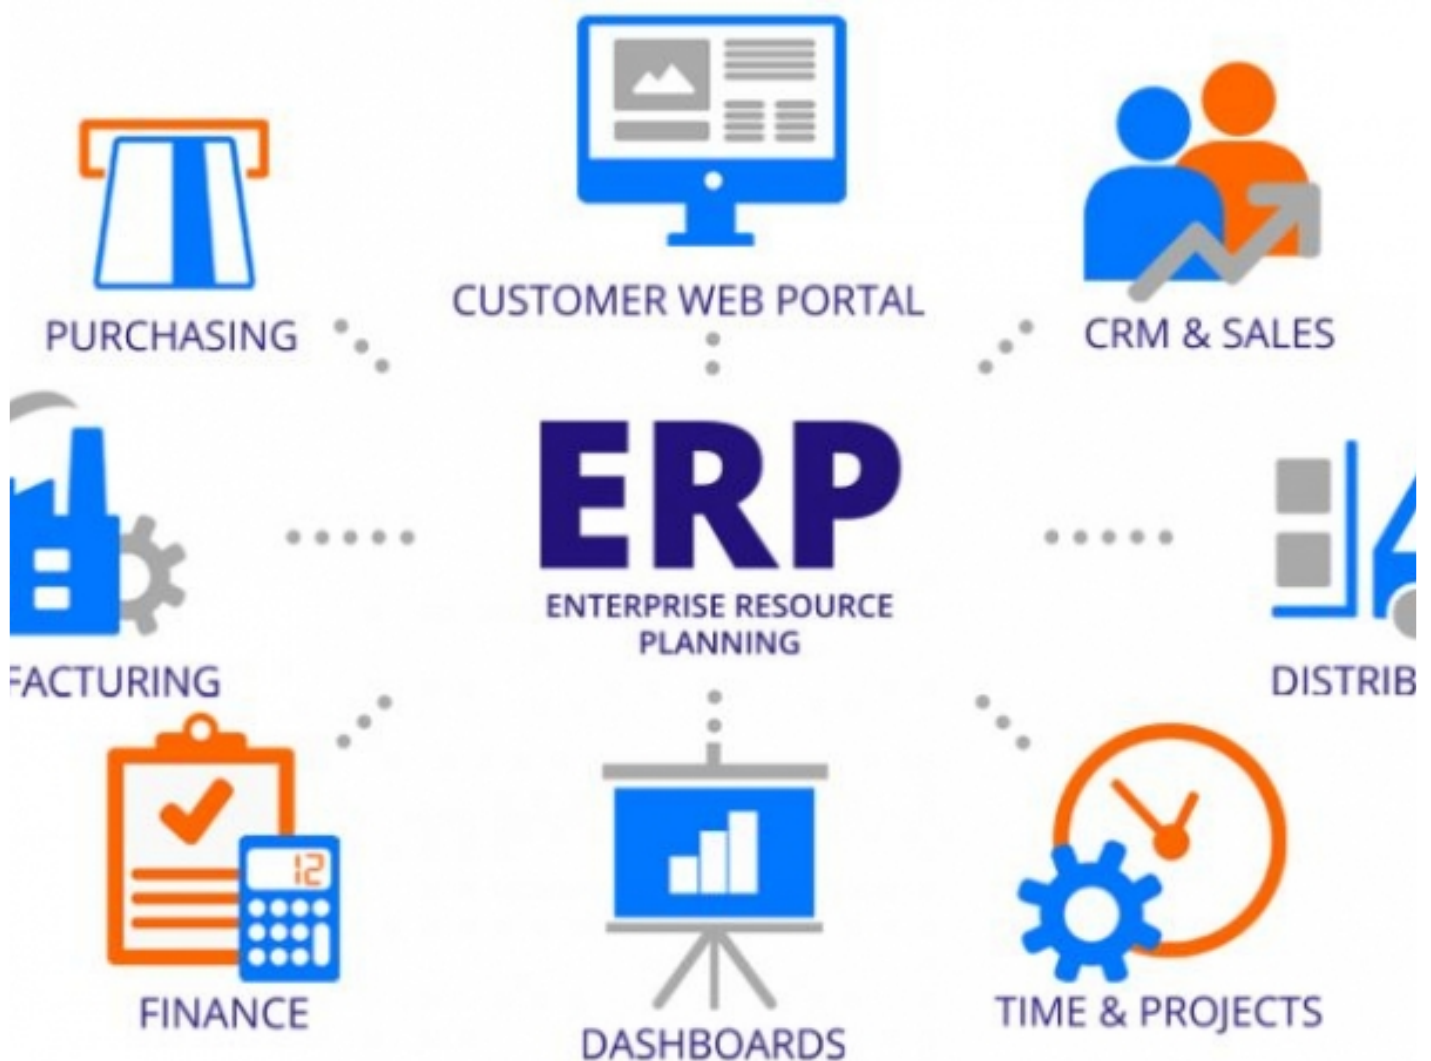 CUSTOMER WEB PORTAL
PURCHASING
CRM & SALES
ERP
ENTERPRISE RESOURCE
PLANNING
FACTURING
DISTRIB
12
FINANCE
DASHBOARDS
TIME & PROJECTS